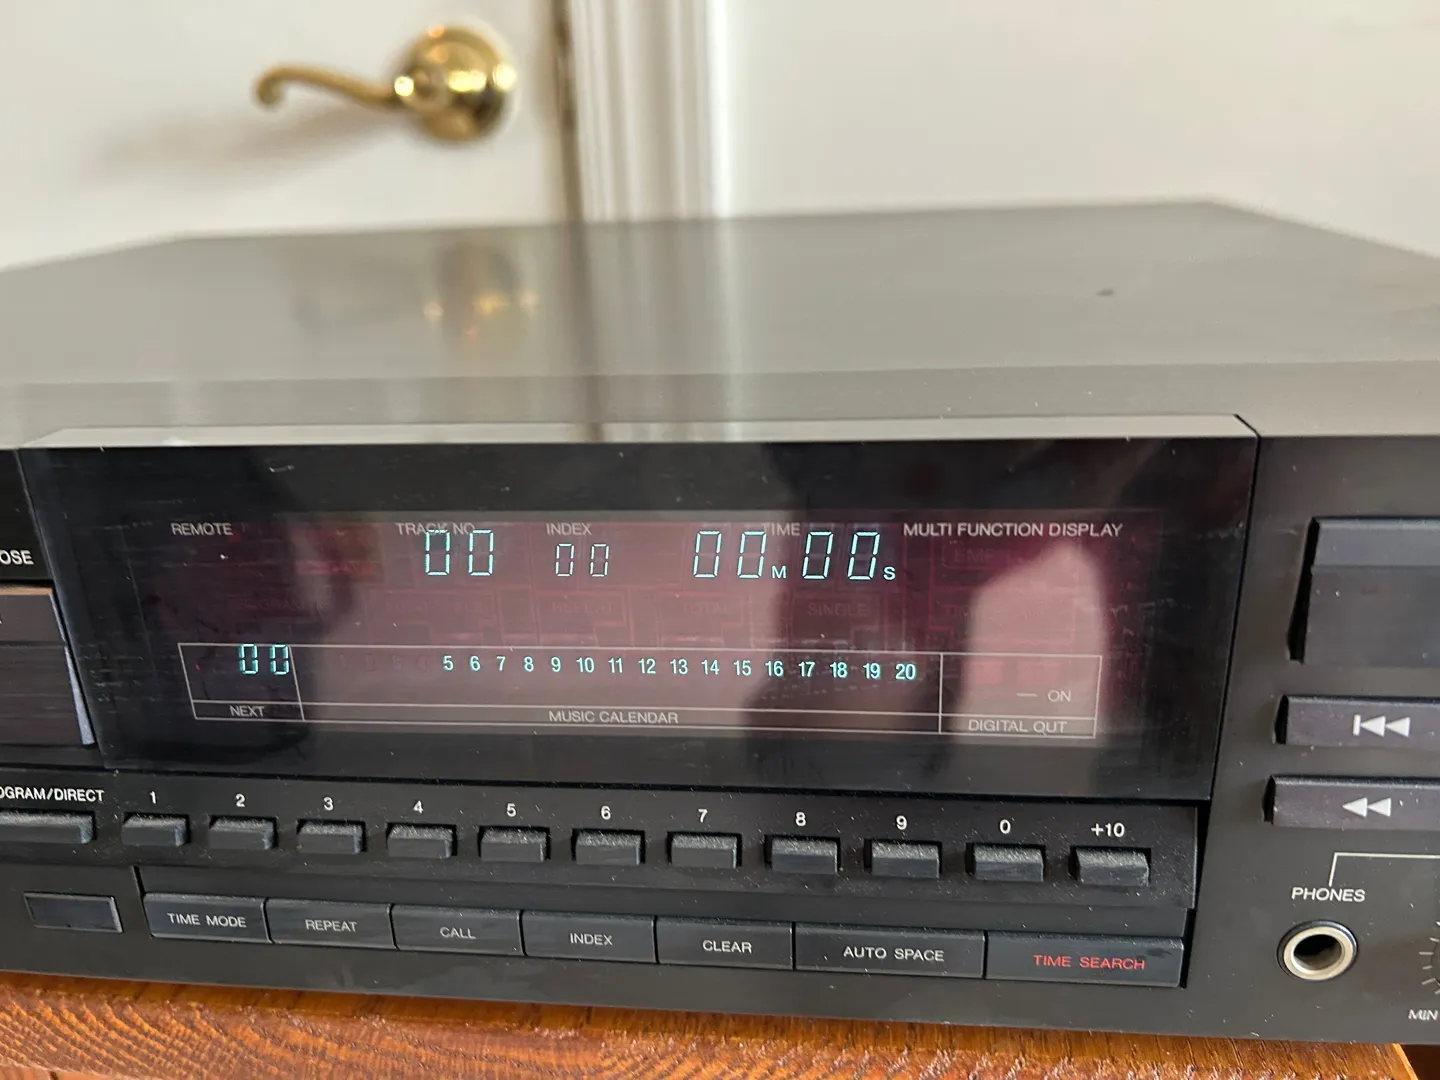 REMOTE TRACK NO INDEX TIME MULTI FUNCTION DISPLAY
00 00 00M 00S
OSE
SINGLE
00 5 6 7 8 9 10 11 12 13 14 15 16 17 18 19 20
— ON
NEXT MUSIC CALENDAR DIGITAL OUT
OGRAM/DIRECT 1 2 3 4 5 6 7 8 9 0 +10
TIME MODE REPEAT CALL INDEX CLEAR AUTO SPACE TIME SEARCH
PHONES
MIN